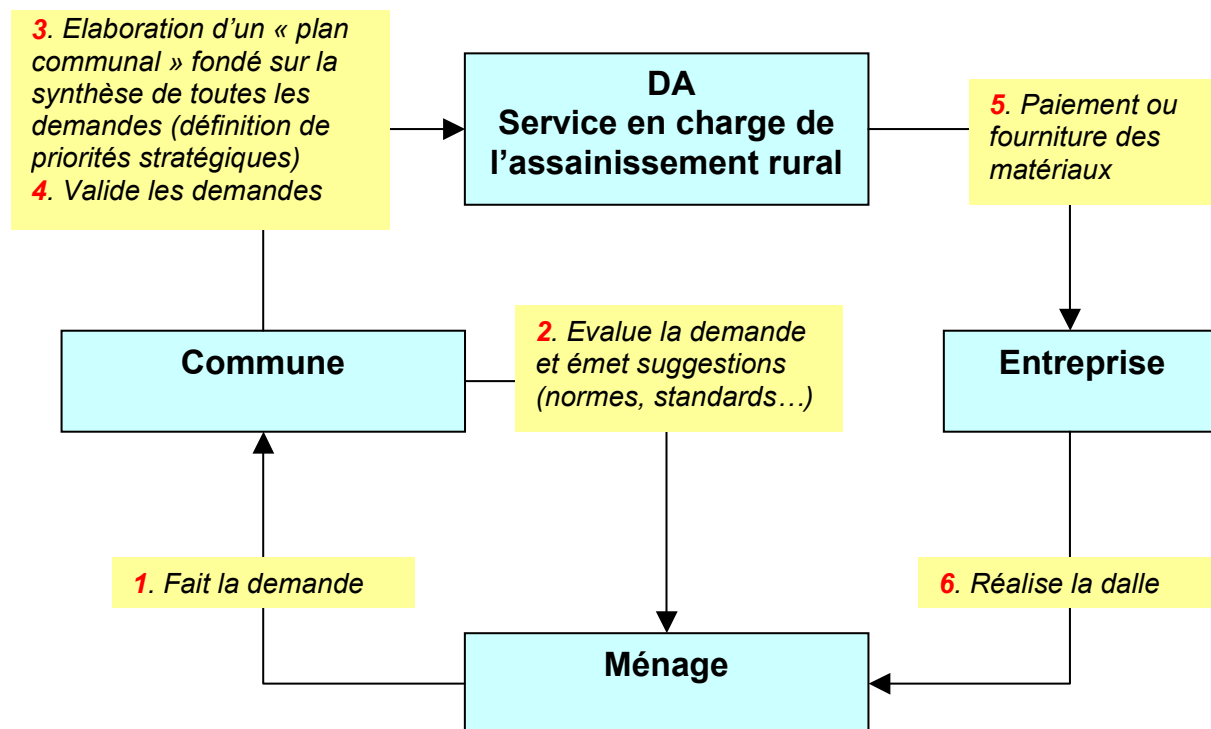 3. Elaboration d’un « plan
communal » fondé sur la
synthèse de toutes les
demandes (définition de
priorités stratégiques)
4. Valide les demandes
DA
Service en charge de
l’assainissement rural
5. Paiement ou
fourniture des
matériaux
Commune
2. Evalue la demande
et émet suggestions
(normes, standards…)
Entreprise
1. Fait la demande
6. Réalise la dalle
Ménage